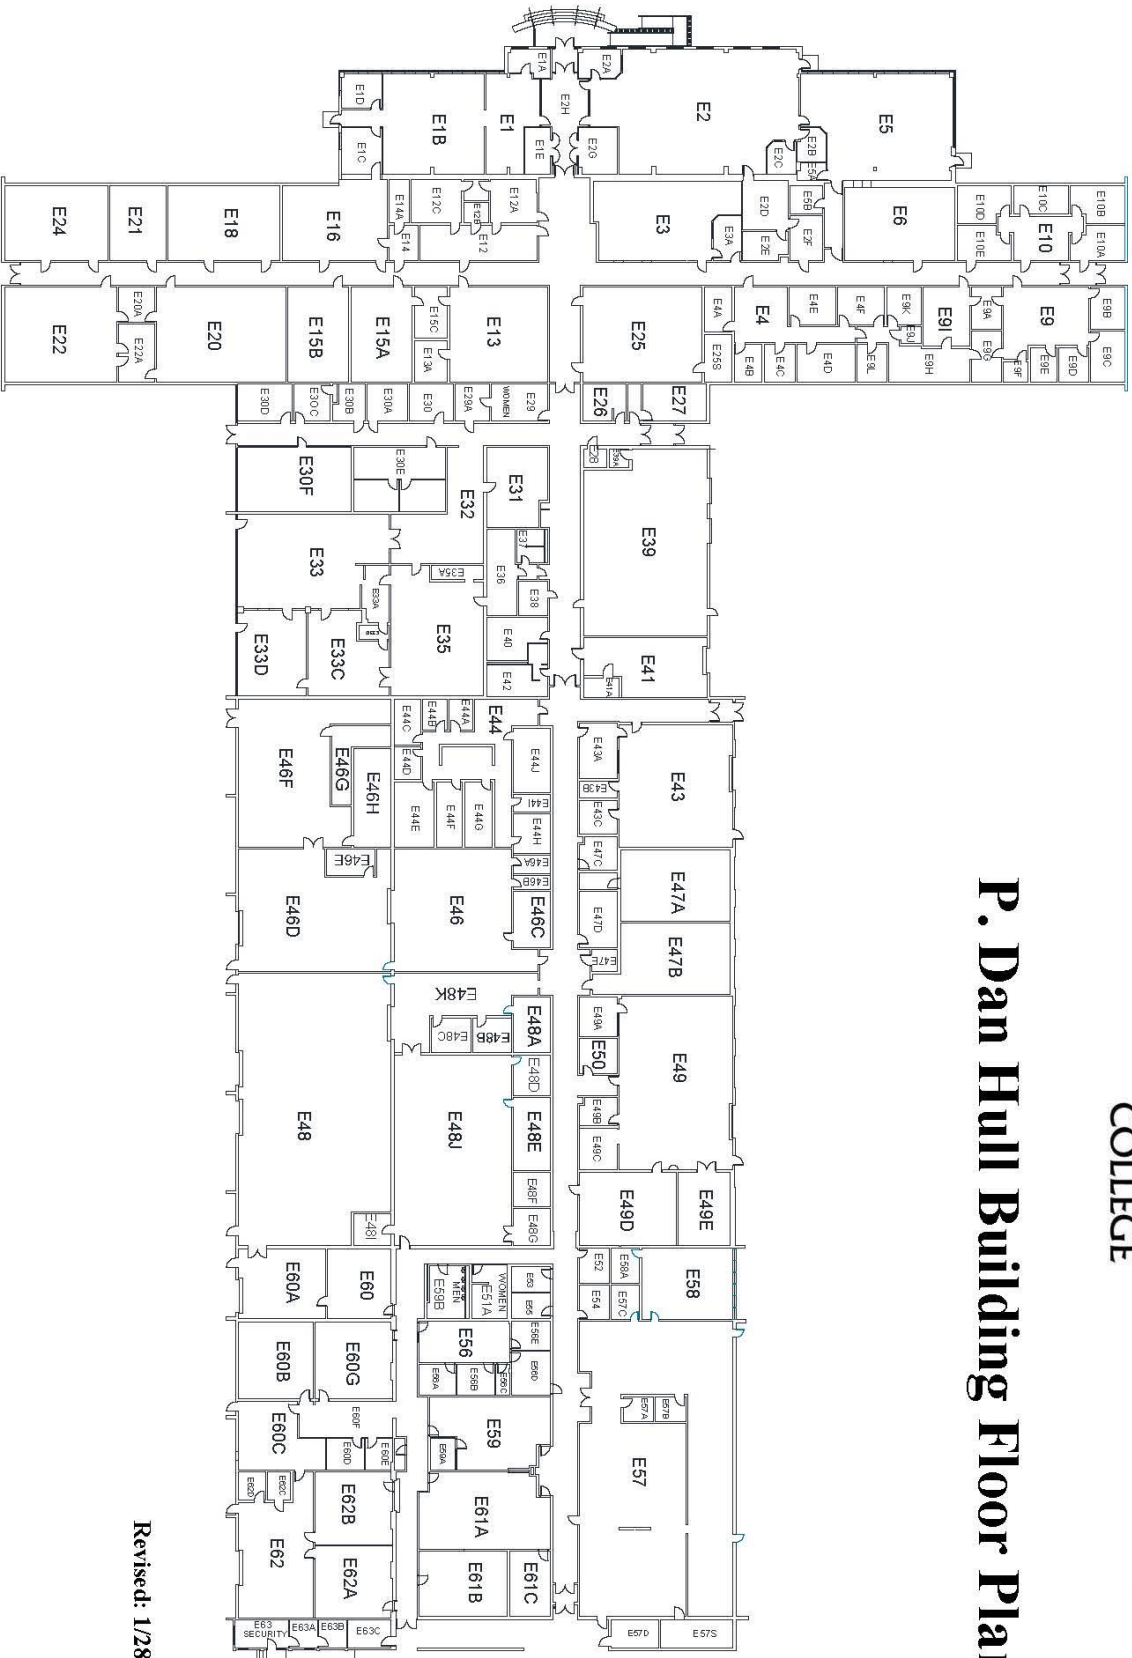 COLLEGE
P. Dan Hull Building Floor Plan
E1A
E2A
E1D
E1B
E1
E2H
E2
E5
E1C
E1E
E2G
E2C
E2B
E5A
E24
E21
E18
E16
E14A
E12C
E12B
E12A
E14
E12
E3
E3A
E2D
E2E
E5B
E2F
E6
E10D
E10C
E10B
E10E
E10
E10A
E22
E20A
E22A
E20
E15B
E15A
E15C
E13A
E13
E25
E4A
E25S
E4
E4E
E4F
E9K
E9J
E9I
E9A
E9
E9B
E4B
E4C
E4D
E9L
E9H
E9G
E9F
E9E
E9D
E9C
E30D
E30C
E30B
E30A
E30
E29A
WOMEN
E29
E26
E27
E30F
E30E
E32
E31
E28
E39A
E39
E33
E33A
E35A
E35
E37
E36
E38
E33D
E33C
E40
E42
E41
E41A
E46F
E46G
E46H
E44C
E44B
E44A
E44
E44D
E44J
E44I
E44E
E44F
E44G
E44H
E43A
E43B
E43C
E43
E46E
E46D
E46
E46A
E46B
E46C
E47C
E47D
E47E
E47A
E47B
E48K
E48C
E48B
E48A
E48D
E48
E48J
E48E
E48F
E48G
E48I
E49A
E50
E49B
E49C
E49
E49D
E49E
E60A
E60
E59B
MEN
E51A
WOMEN
E53
E55
E52
E54
E58A
E57C
E58
E60B
E60G
E56
E56E
E56D
E56A
E56B
E56C
E57A
E57B
E57
E60C
E60F
E60D
E60E
E59
E59A
E62D
E62C
E62B
E62
E62A
E61A
E61B
E61C
E63
SECURITY
E63A
E63B
E63C
E57D
E57S
Revised: 1/28